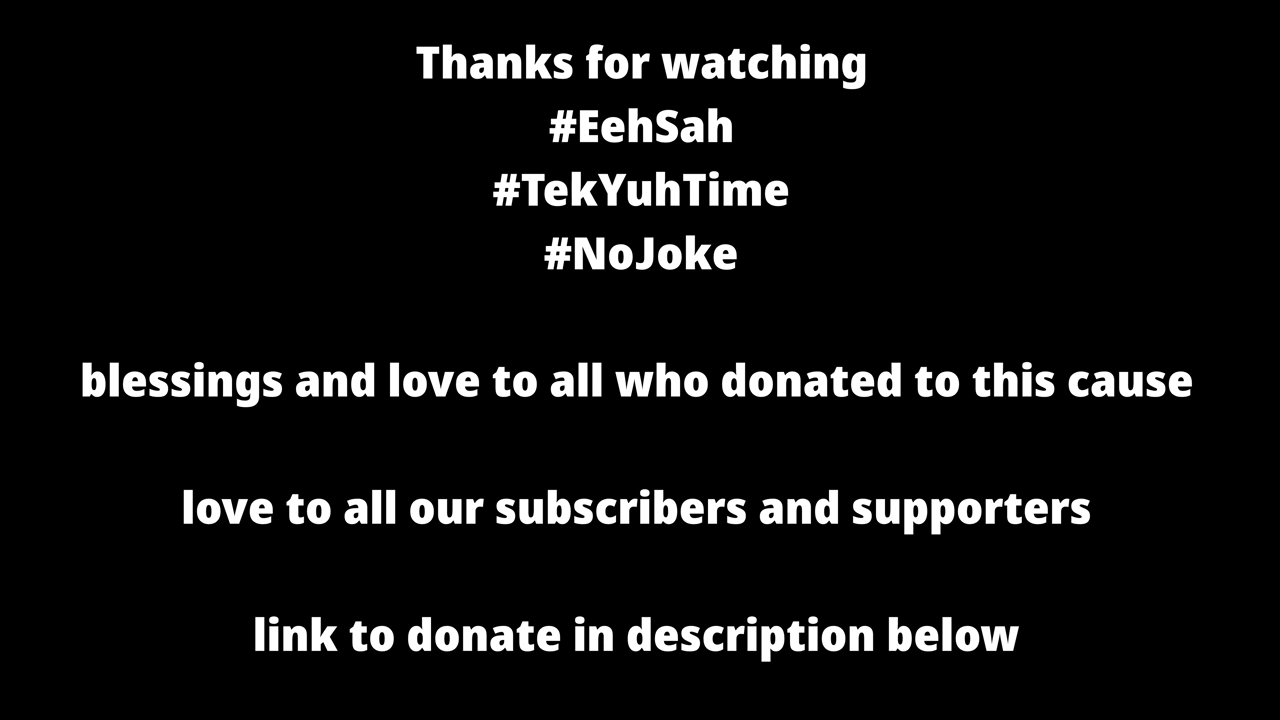 Thanks for watching
#EehSah
#TekYuhTime
#NoJoke
blessings and love to all who donated to this cause
love to all our subscribers and supporters
link to donate in description below